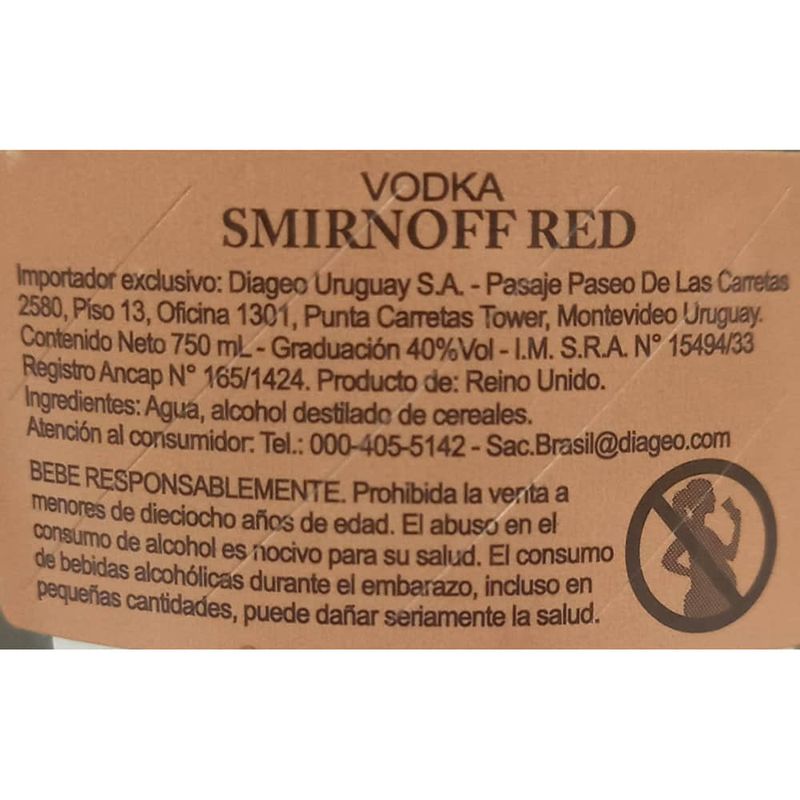 VODKA
SMIRNOFF RED
Importador exclusivo: Diageo Uruguay S.A. - Pasaje Paseo De Las Carretas
2580, Piso 13, Oficina 1301, Punta Carretas Tower, Montevideo Uruguay.
Contenido Neto 750 mL - Graduación 40%Vol - I.M. S.R.A. N° 15494/33
Registro Ancap N° 165/1424. Producto de: Reino Unido.
Ingredientes: Agua, alcohol destilado de cereales.
Atención al consumidor: Tel.: 000-405-5142 - Sac.Brasil@diageo.com
BEBE RESPONSABLEMENTE. Prohibida la venta a
menores de dieciocho años de edad. El abuso en el
consumo de alcohol es nocivo para su salud. El consumo
de bebidas alcohólicas durante el embarazo, incluso en
pequeñas cantidades, puede dañar seriamente la salud.